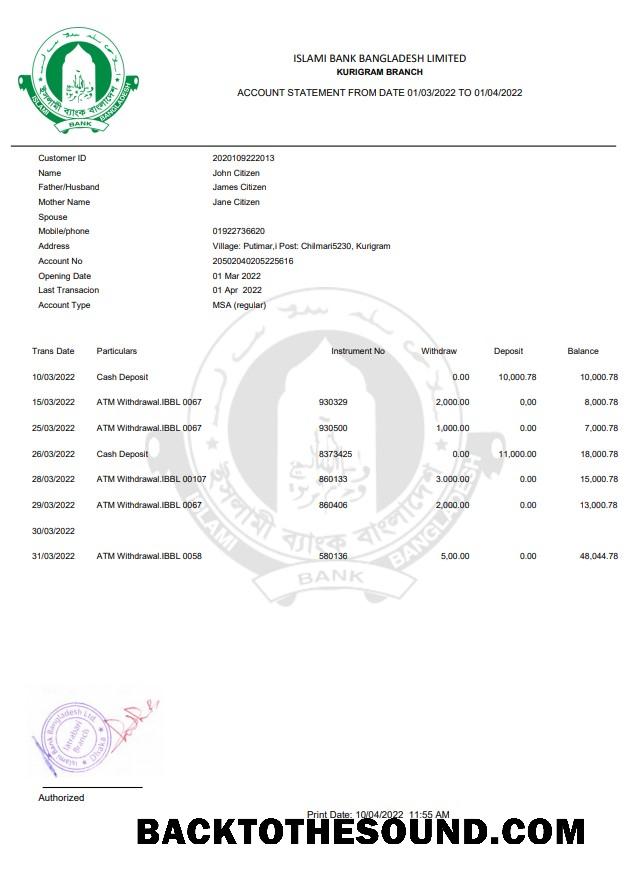 ISLAMI BANK BANGLADESH LIMITED
KURIGRAM BRANCH
ACCOUNT STATEMENT FROM DATE 01/03/2022 TO 01/04/2022
ইসলামী ব্যাংক বাংলাদেশ
ISLAMI BANK BANGLADESH
Customer ID 2020109222013
Name John Citizen
Father/Husband James Citizen
Mother Name Jane Citizen
Spouse
Mobile/phone 01922736620
Address Village: Putimar,i Post: Chilmari5230, Kurigram
Account No 20502040205225616
Opening Date 01 Mar 2022
Last Transacion 01 Apr 2022
Account Type MSA (regular)
Trans Date Particulars Instrument No Withdraw Deposit Balance
10/03/2022 Cash Deposit 0.00 10,000.78 10,000.78
15/03/2022 ATM Withdrawal.IBBL 0067 930329 2,000.00 0,00 8,000.78
25/03/2022 ATM Withdrawal.IBBL 0067 930500 1,000.00 0.00 7,000.78
26/03/2022 Cash Deposit 8373425 0.00 11,000.00 18,000.78
28/03/2022 ATM Withdrawal.IBBL 00107 860133 3.000.00 0.00 15,000.78
29/03/2022 ATM Withdrawal.IBBL 0067 860406 2,000.00 0.00 13,000.78
30/03/2022
31/03/2022 ATM Withdrawal.IBBL 0058 580136 5,00.00 0.00 48,044.78
ইসলামী ব্যাংক বাংলাদেশ
ISLAMI BANK BANGLADESH
Islami Bank Bangladesh Ltd.
Jatrabari
Branch
Dhaka
Authorized
Print Date: 10/04/2022 11:55 AM
BACKTOTHESOUND.COM